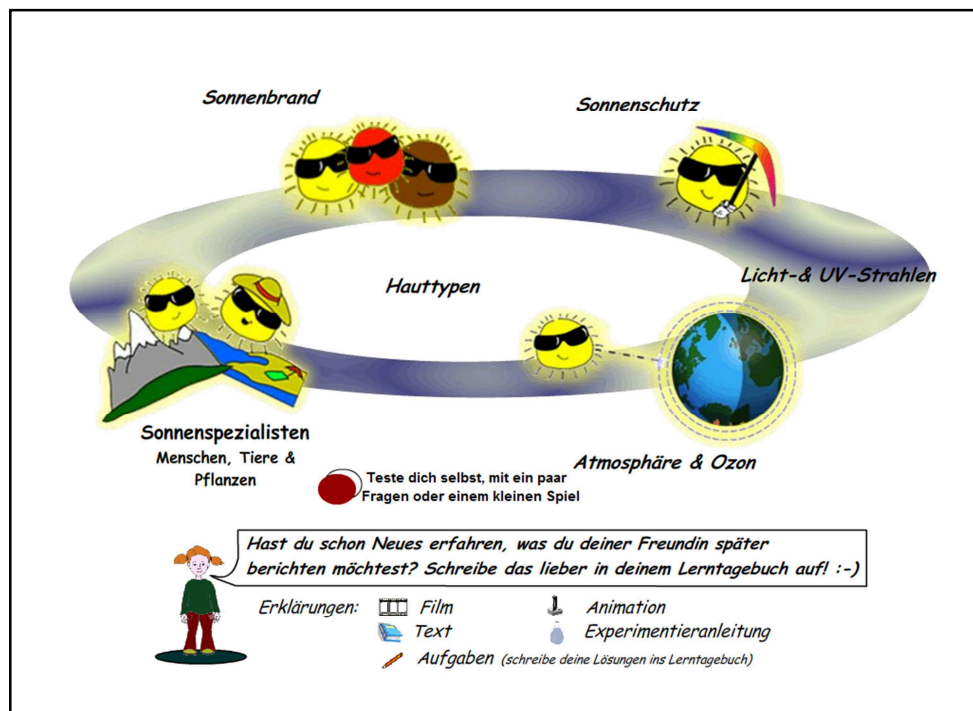 Sonnenbrand
Sonnenschutz
Licht-& UV-Strahlen
Hauttypen
Sonnenspezialisten
Menschen, Tiere &
Pflanzen
Atmosphäre & Ozon
Teste dich selbst, mit ein paar
Fragen oder einem kleinen Spiel
Hast du schon Neues erfahren, was du deiner Freundin später
berichten möchtest? Schreibe das lieber in deinem Lerntagebuch auf! :-)
Erklärungen: Film Animation
Text Experimentieranleitung
Aufgaben (schreibe deine Lösungen ins Lerntagebuch)